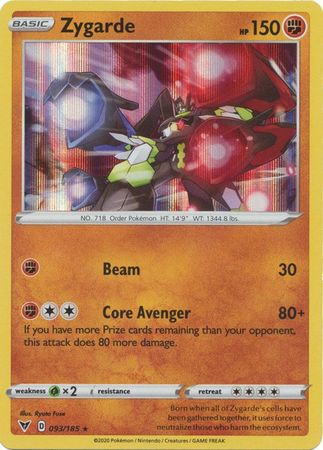 BASIC Zygarde HP 150
NO. 718 Order Pokémon HT: 14'9" WT: 1344.8 lbs.
Beam 30
Core Avenger 80+
If you have more Prize cards remaining than your opponent,
this attack does 80 more damage.
weakness ×2 resistance retreat
Illus. Ryuta Fuse
D 093/185 ★
Born when all of Zygarde's cells have
been gathered together, it uses force to
neutralize those who harm the ecosystem.
©2020 Pokémon / Nintendo / Creatures / GAME FREAK